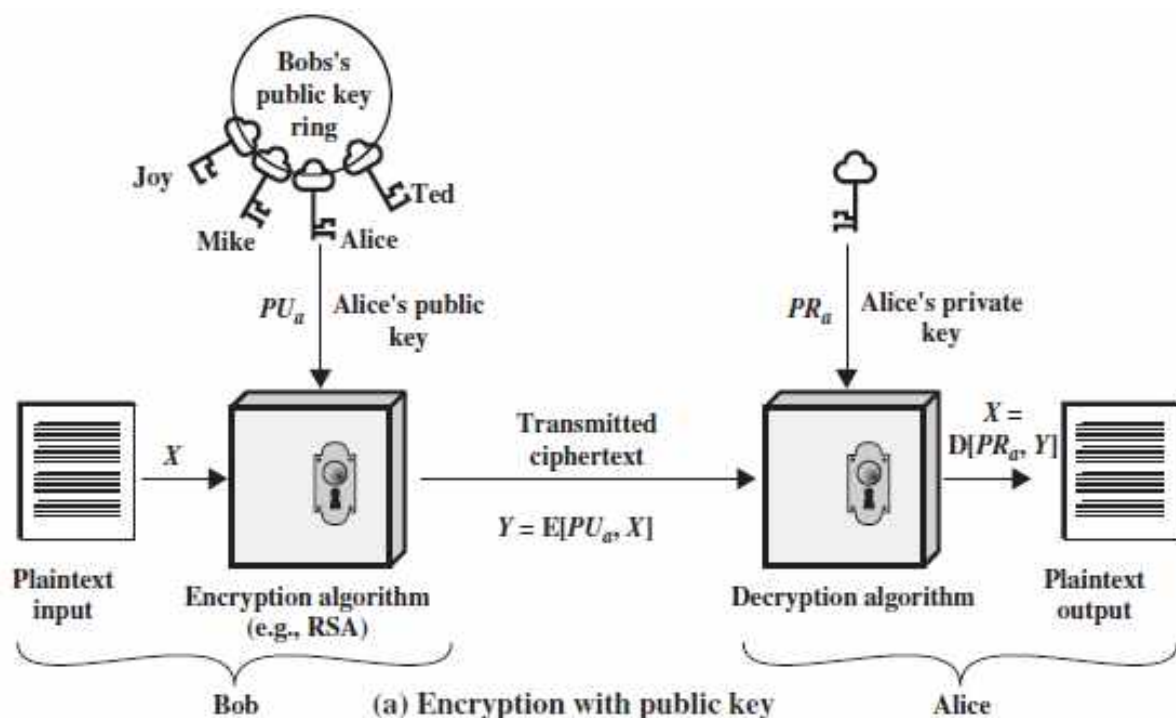 Bobs's
public key
ring
Joy
Ted
Mike
Alice
PUa
Alice's public
key
PRa
Alice's private
key
X
Transmitted
ciphertext
X =
D[PRa, Y]
Y = E[PUa, X]
Plaintext
input
Encryption algorithm
(e.g., RSA)
Decryption algorithm
Plaintext
output
Bob
(a) Encryption with public key
Alice